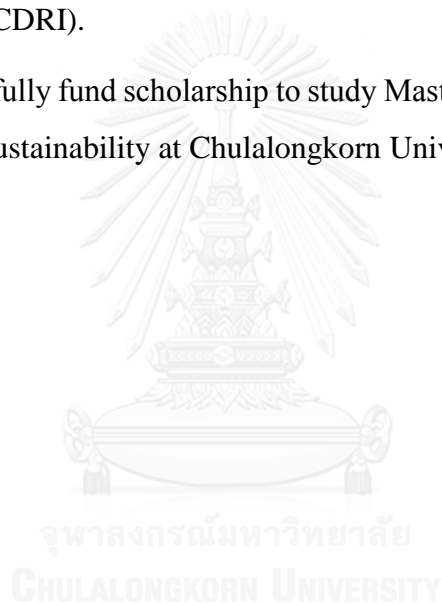 CDRI).
fully fund scholarship to study Mast
ustainability at Chulalongkorn Univ
จุฬาลงกรณ์มหาวิทยาลัย
CHULALONGKORN UNIVERSITY